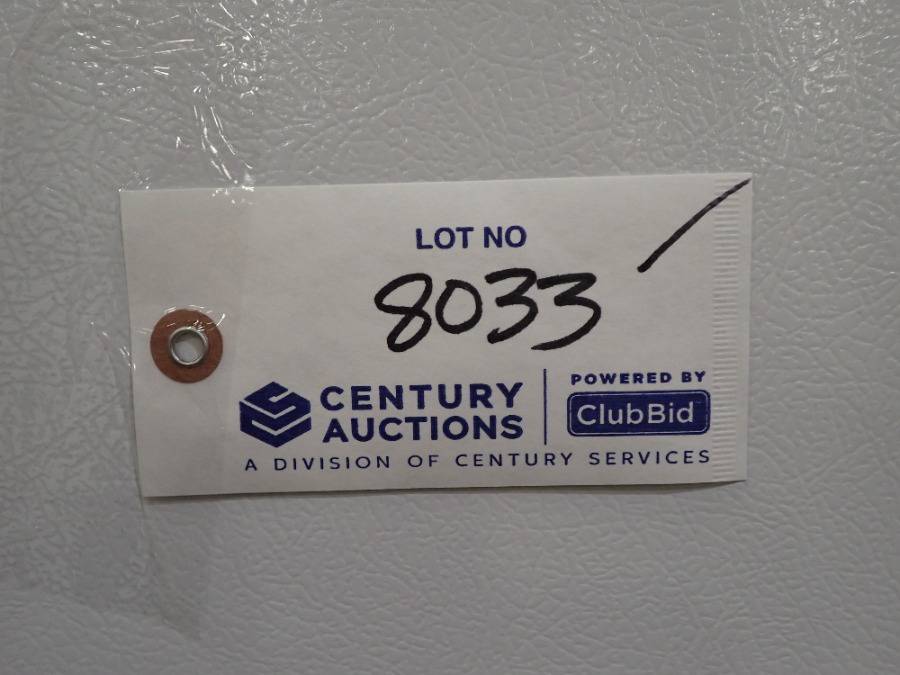 LOT NO
8033
CENTURY
AUCTIONS
POWERED BY
ClubBid
A DIVISION OF CENTURY SERVICES